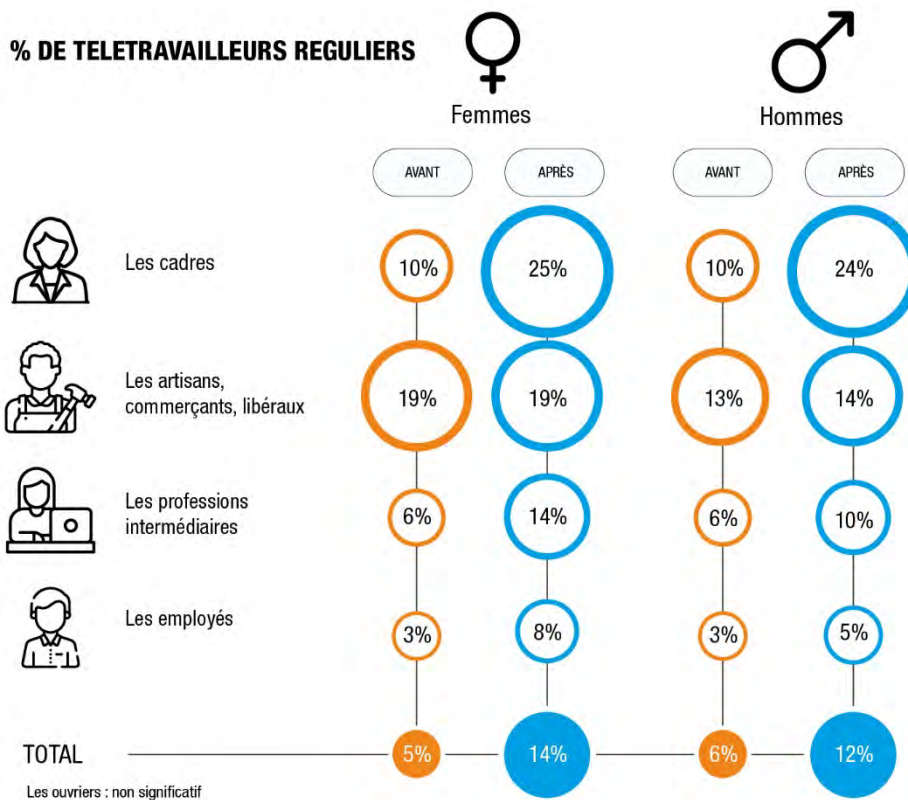 % DE TELETRAVAILLEURS REGULIERS
Femmes
Hommes
AVANT
APRÈS
AVANT
APRÈS
Les cadres
10%
25%
10%
24%
Les artisans,
commerçants, libéraux
19%
19%
13%
14%
Les professions
intermédiaires
6%
14%
6%
10%
Les employés
3%
8%
3%
5%
TOTAL
5%
14%
6%
12%
Les ouvriers : non significatif